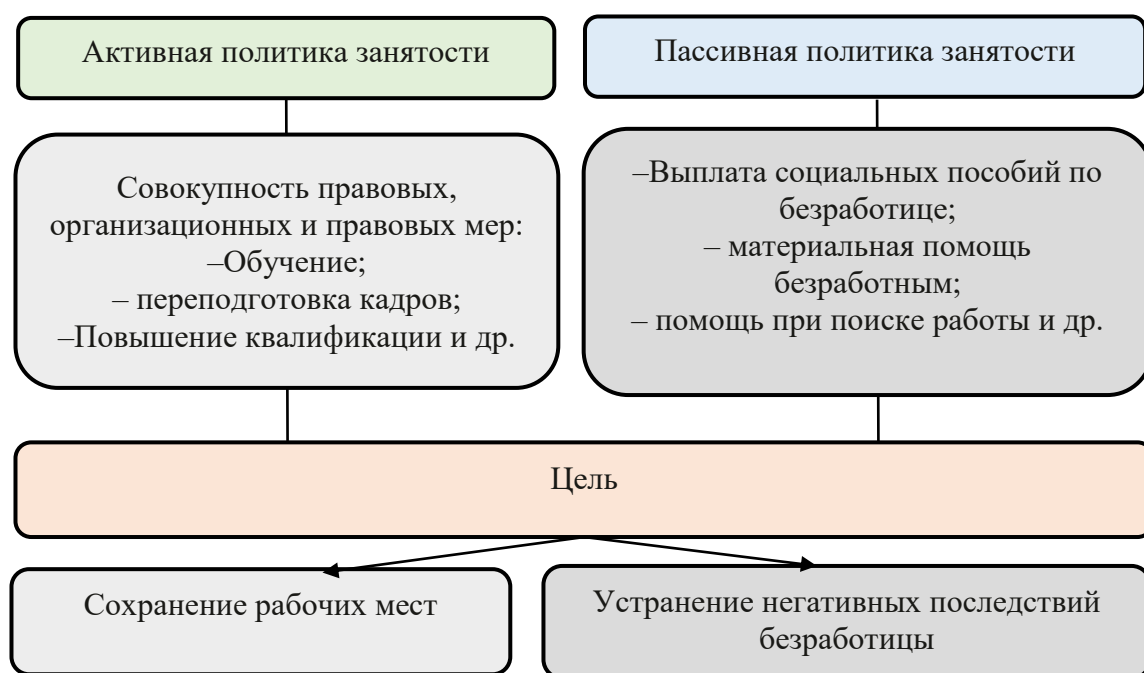 Активная политика занятости
Пассивная политика занятости
Совокупность правовых,
организационных и правовых мер:
–Обучение;
– переподготовка кадров;
–Повышение квалификации и др.
–Выплата социальных пособий по
безработице;
– материальная помощь
безработным;
– помощь при поиске работы и др.
Цель
Сохранение рабочих мест
Устранение негативных последствий
безработицы